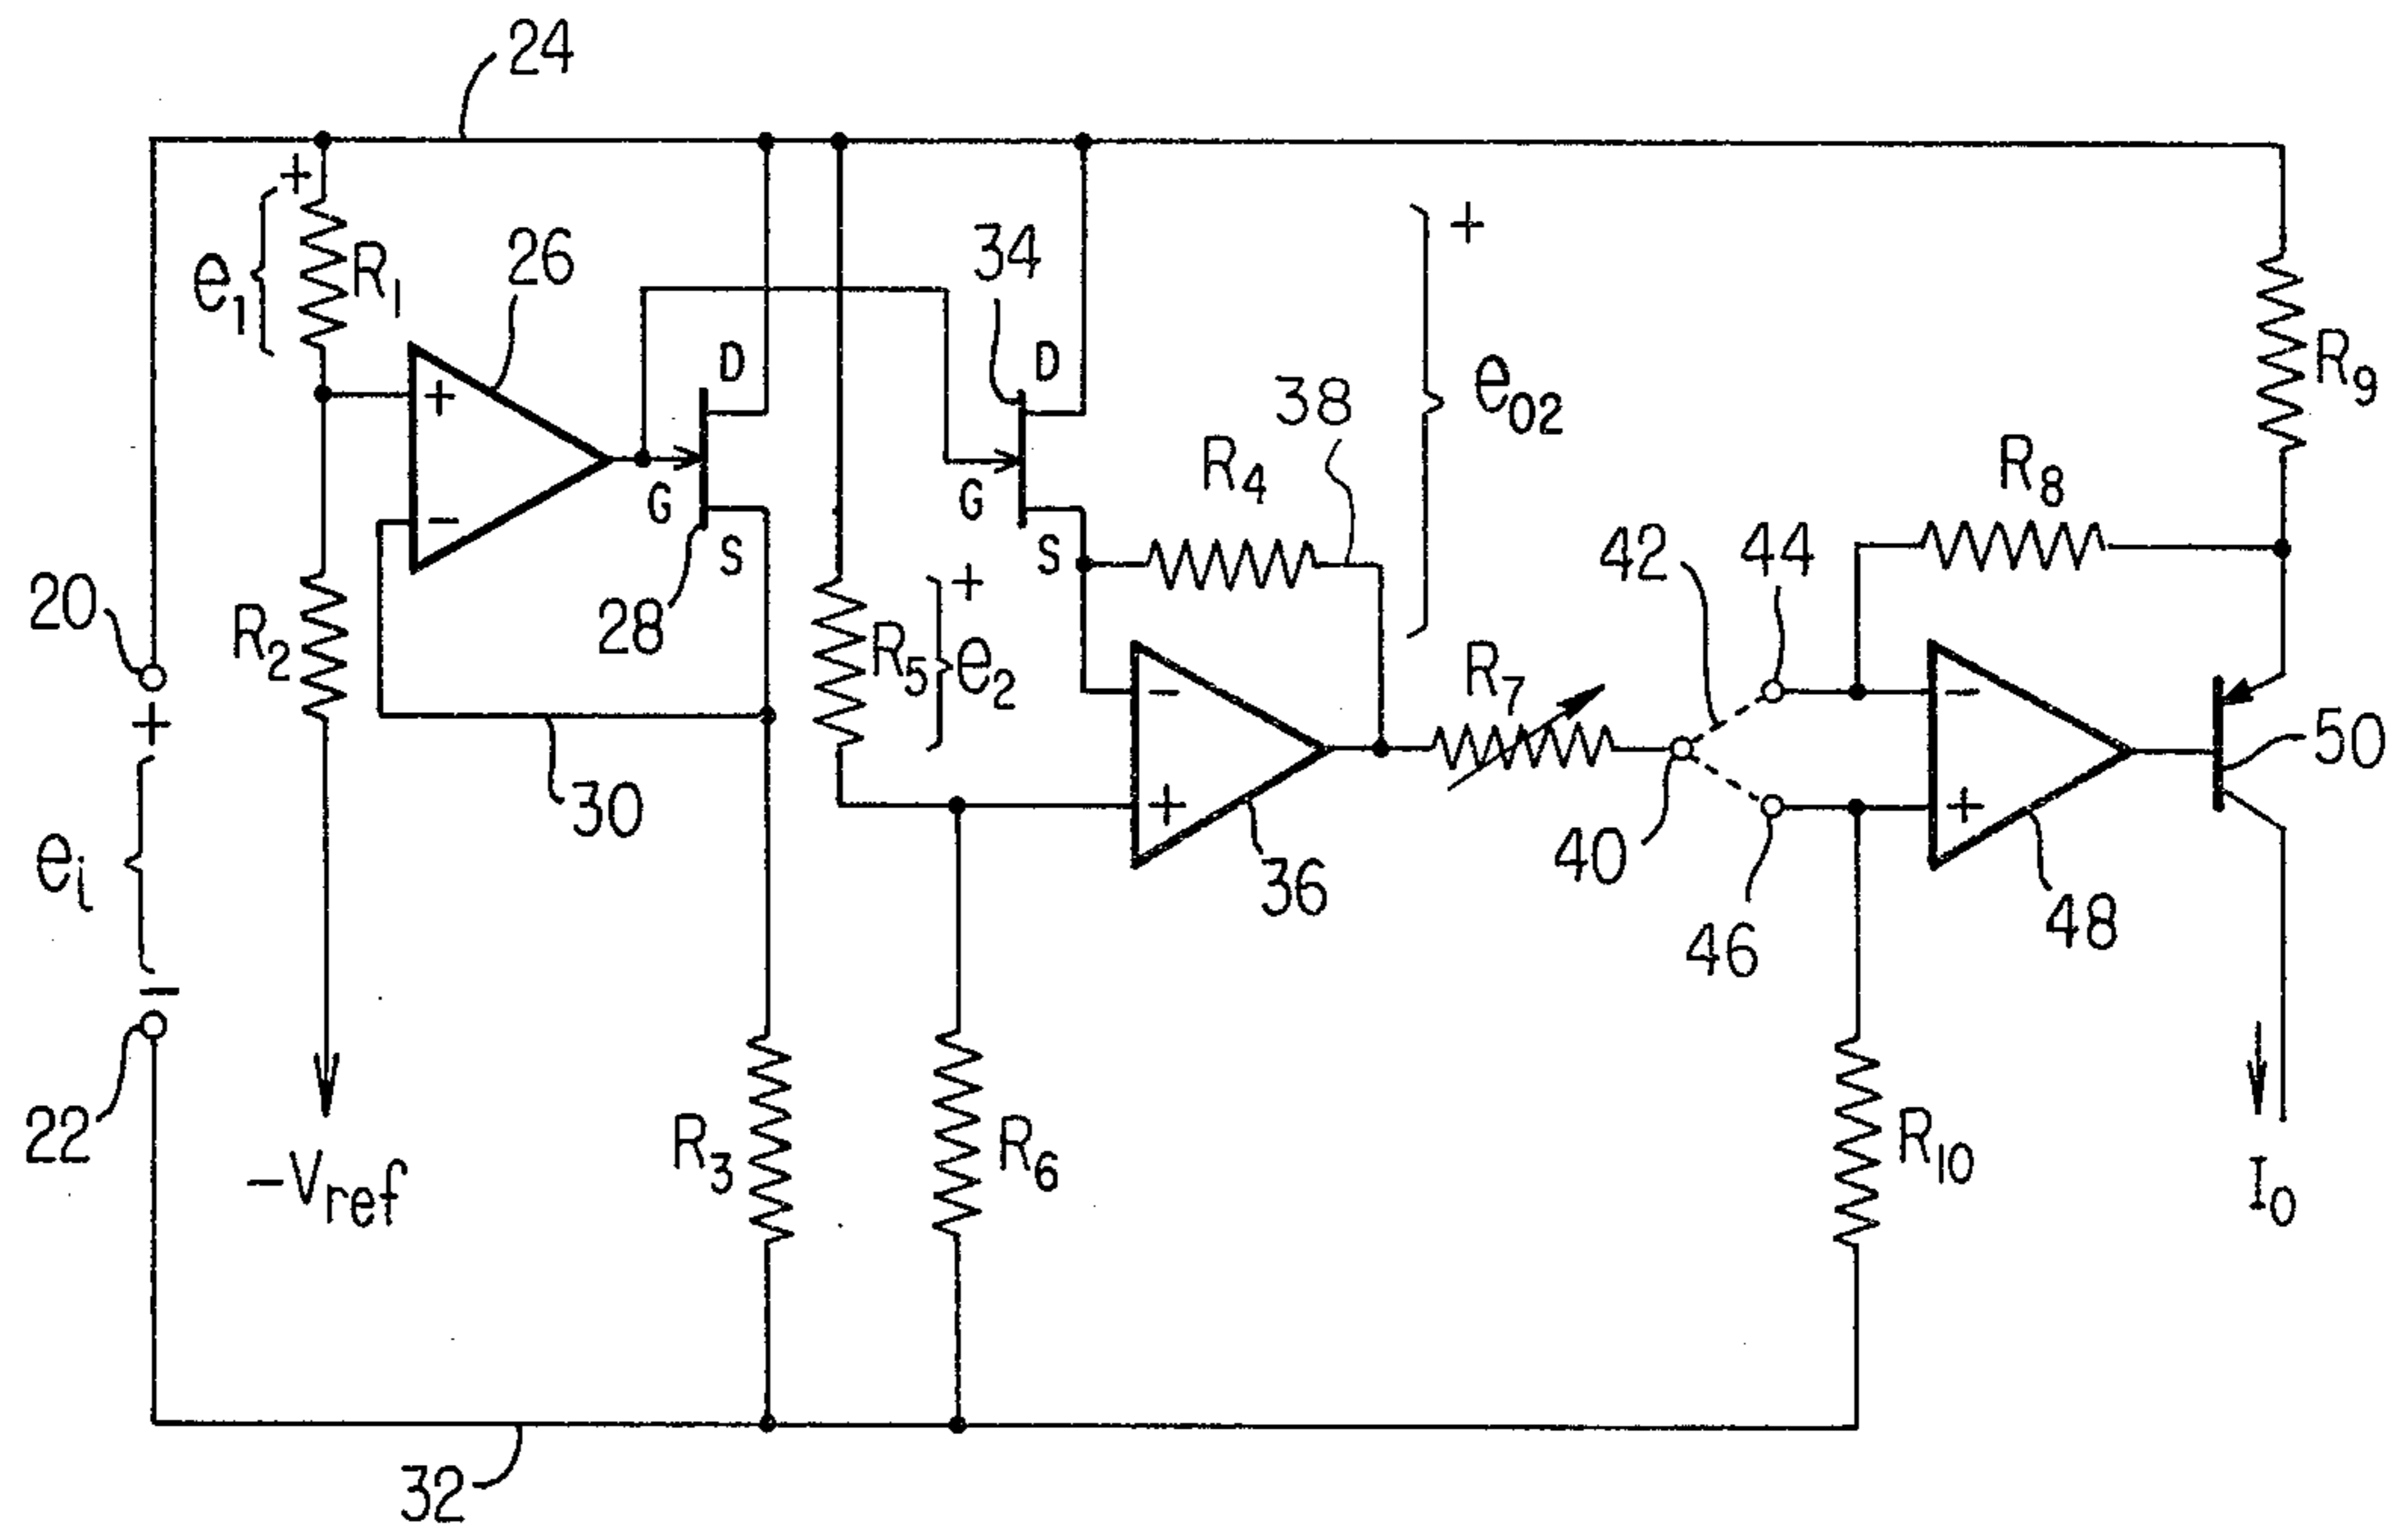 24
+
e1
R1
26
34
D
D
+
e02
38
R4
R9
R8
+
G
G
−
S
S
28
+
R5
e2
42
44
20
R2
R7
−
−
50
+
30
+
40
+
ei
36
46
48
−
22
−Vref
R3
R6
R10
I0
32